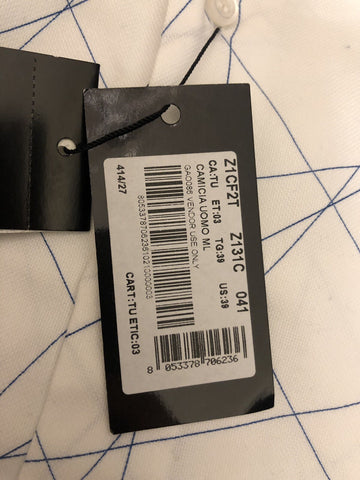 Z1CF2T Z131C 041
CA:TU ET:03 TG:39 US:39
CAMICIA UOMO ML
GAO086 VENDOR USE ONLY
414/27
CART:TU ETIC:03
8 053378 706236